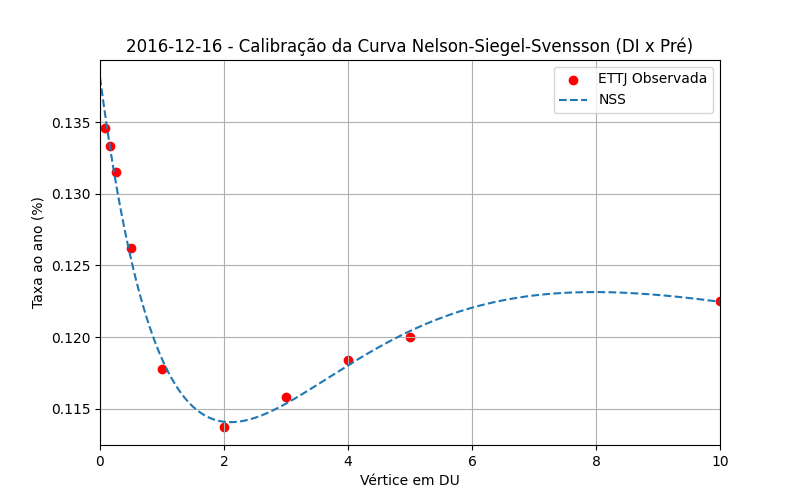 2016-12-16 - Calibração da Curva Nelson-Siegel-Svensson (DI x Pré)
ETTJ Observada
NSS
Taxa ao ano (%)
0.135
0.130
0.125
0.120
0.115
0 2 4 6 8 10
Vértice em DU